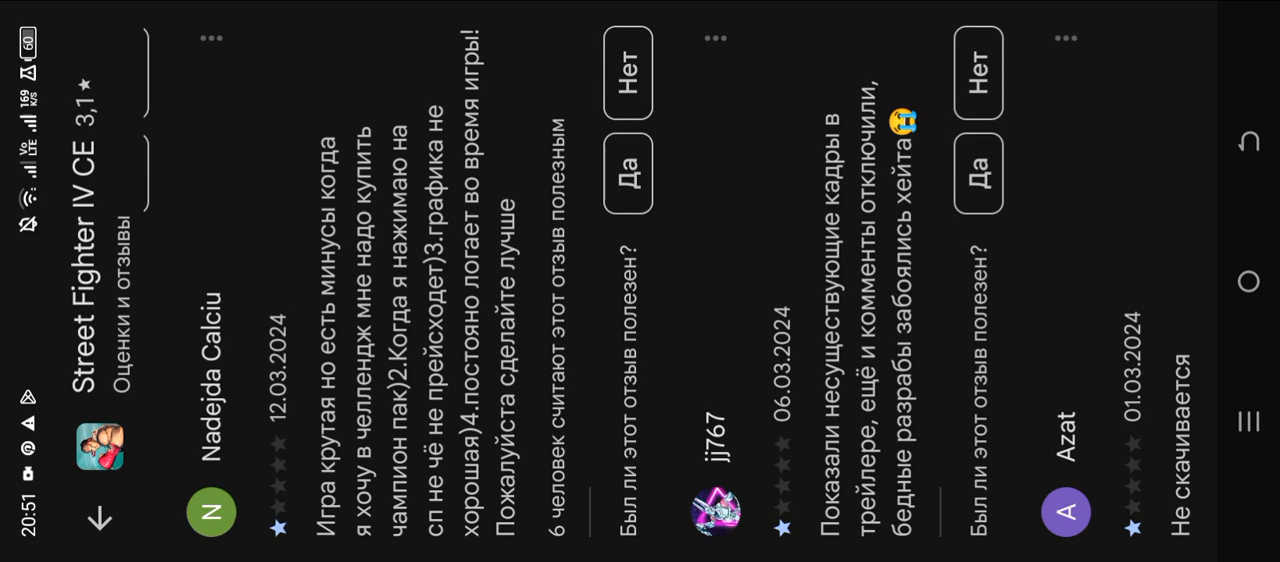 20:51
Vo
LTE
169
K/S
60
Street Fighter IV CE 3,1★
Оценки и отзывы
N
Nadejda Calciu
12.03.2024
Игра крутая но есть минусы когда
я хочу в челлендж мне надо купить
чампион пак)2.Когда я нажимаю на
сп не чё не прейсходет)3.графика не
хорошая)4.постояно логает во время игры!
Пожалуйста сделайте лучше
6 человек считают этот отзыв полезным
Был ли этот отзыв полезен? Да Нет
jj767
06.03.2024
Показали несуществующие кадры в
трейлере, ещё и комменты отключили,
бедные разрабы забоялись хейта😭
Был ли этот отзыв полезен? Да Нет
A
Azat
01.03.2024
Не скачивается